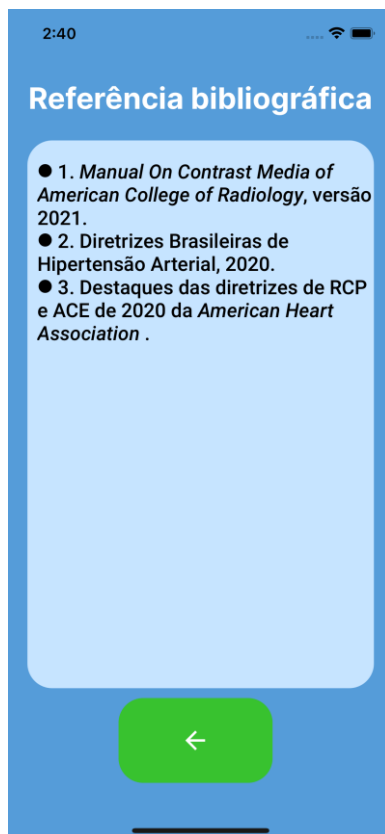 2:40
Referência bibliográfica
● 1. Manual On Contrast Media of
American College of Radiology, versão
2021.
● 2. Diretrizes Brasileiras de
Hipertensão Arterial, 2020.
● 3. Destaques das diretrizes de RCP
e ACE de 2020 da American Heart
Association .